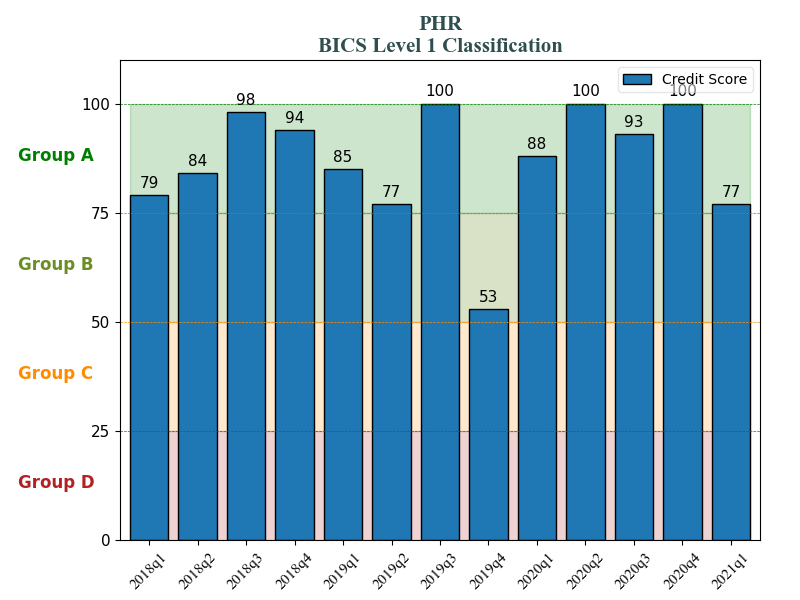 PHR
BICS Level 1 Classification
Credit Score
100
75
50
25
0
Group A
Group B
Group C
Group D
79
84
98
94
85
77
100
53
88
100
93
100
77
2018q1
2018q2
2018q3
2018q4
2019q1
2019q2
2019q3
2019q4
2020q1
2020q2
2020q3
2020q4
2021q1